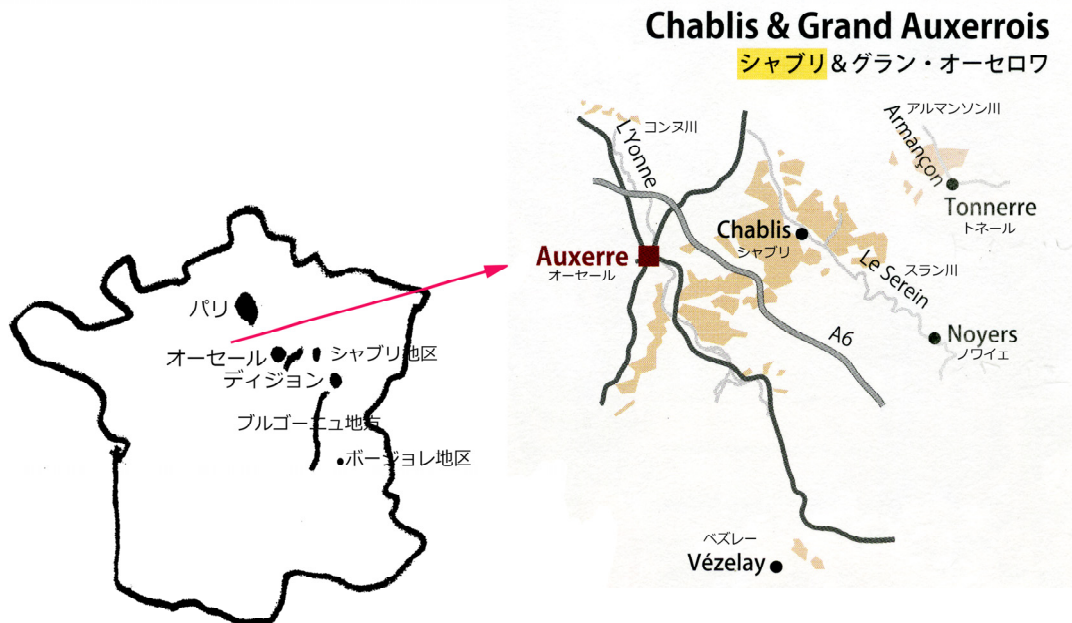 Chablis & Grand Auxerrois
シャブリ&グラン・オーセロワ
L'Yonne
コンヌ川
アルマンソン川
Armançon
Tonnerre
トネール
Chablis
シャブリ
Auxerre
オーセール
Le Serein
スラン川
A6
Noyers
ノワイエ
ベズレー
Vézelay
パリ
オーセール
シャブリ地区
ディジョン
ブルゴーニュ地方
ボージョレ地区